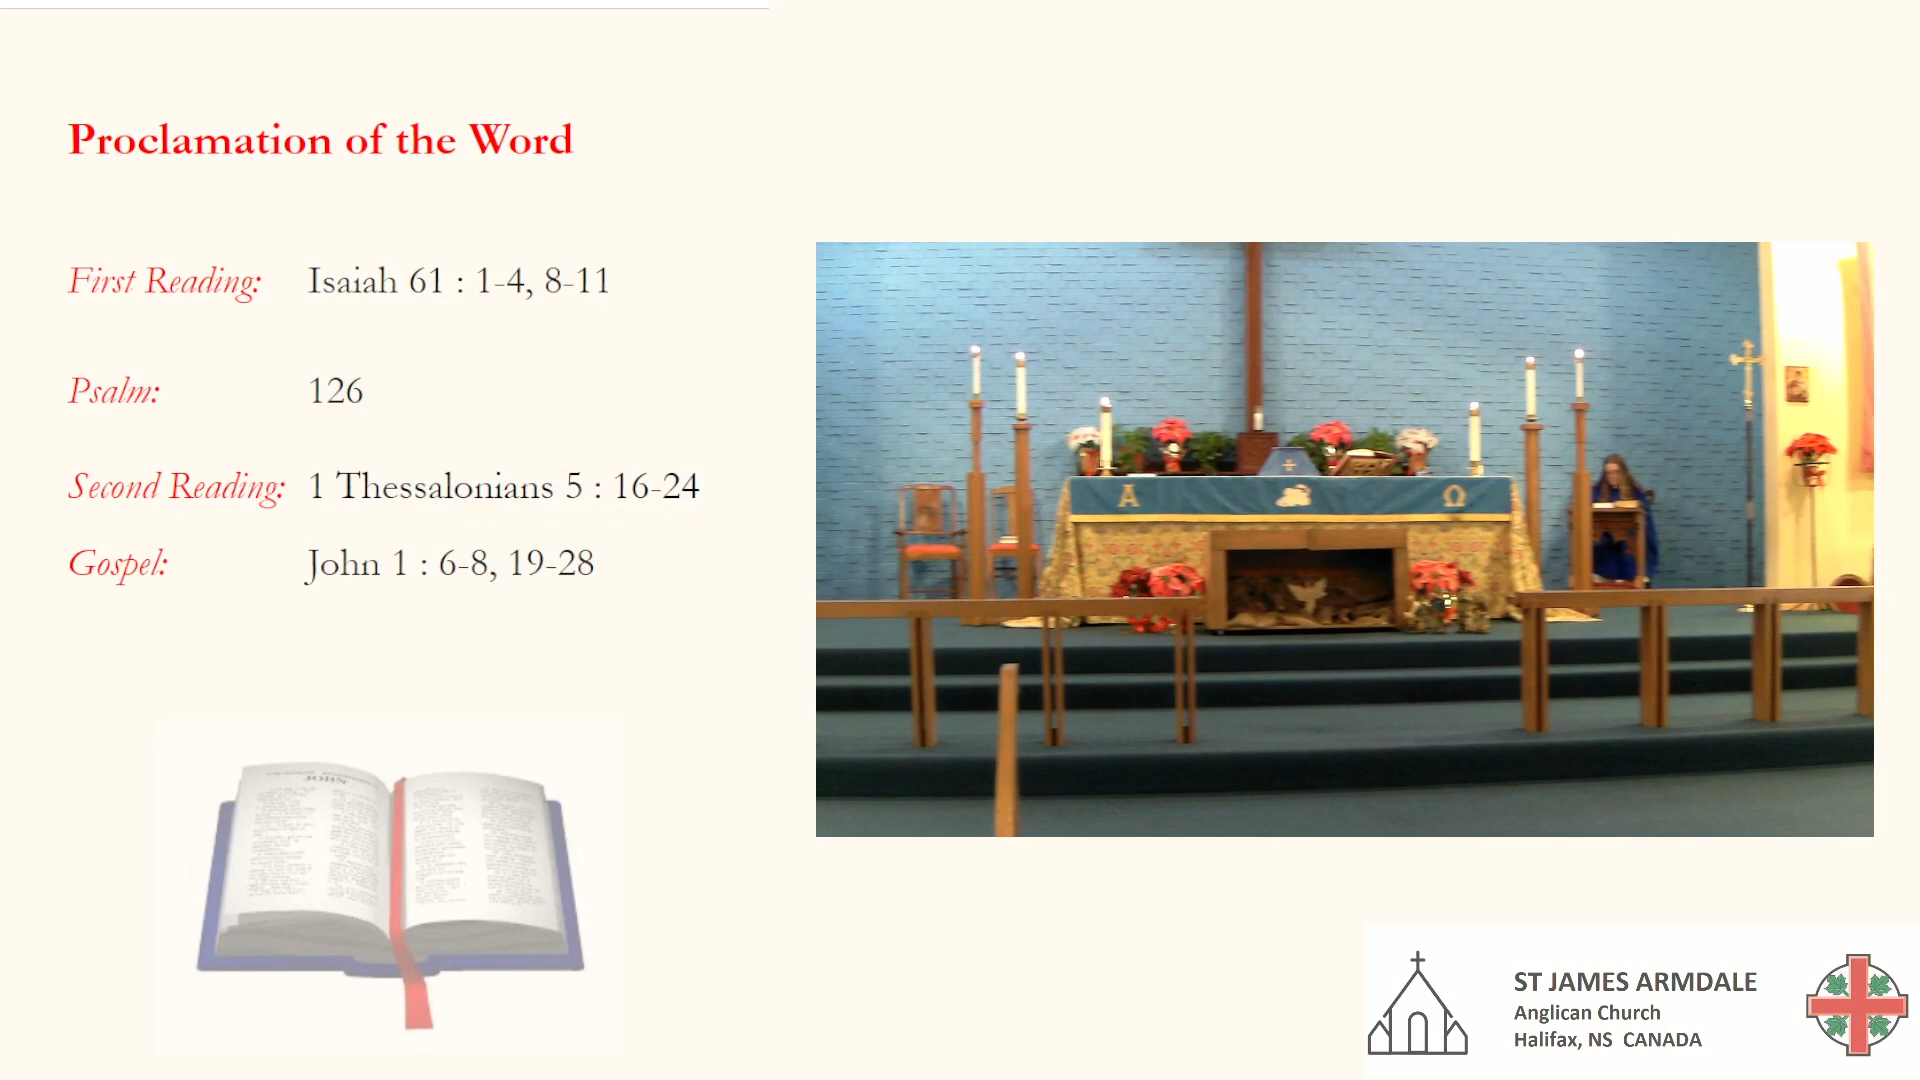 Proclamation of the Word
First Reading: Isaiah 61 : 1-4, 8-11
Psalm: 126
Second Reading: 1 Thessalonians 5 : 16-24
Gospel: John 1 : 6-8, 19-28
Α Ω
JOHN
ST JAMES ARMDALE
Anglican Church
Halifax, NS CANADA